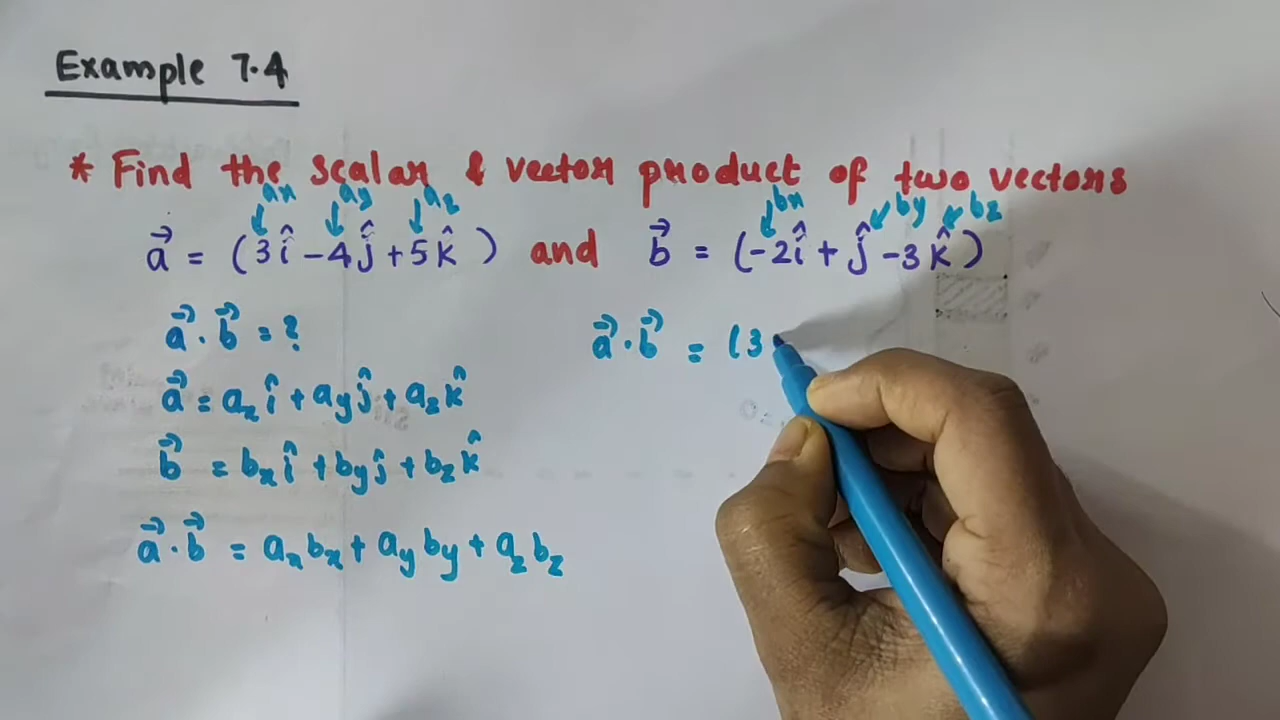 Example 7.4
* Find the scalar & vector product of two vectors
ax ay az bx by bz
a⃗ = (3î - 4ĵ + 5k̂) and b⃗ = (-2î + ĵ - 3k̂)
a⃗ · b⃗ = ?
a⃗ · b⃗ = (3
a⃗ = aₓî + ayĵ + azk̂
b⃗ = bₓî + byĵ + bzk̂
a⃗ · b⃗ = aₓbₓ + ayby + azbz